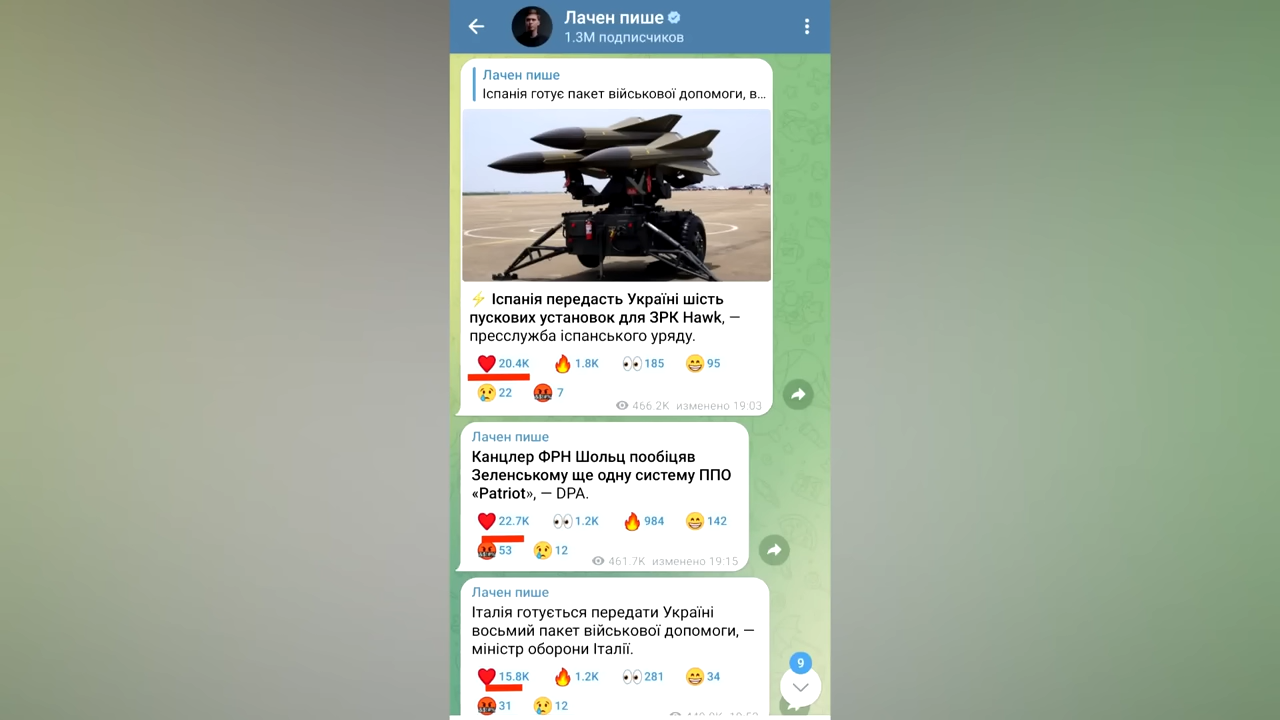 Лачен пише
1.3M подписчиков
Лачен пише
Іспанія готує пакет військової допомоги, в...
⚡ Іспанія передасть Україні шість
пускових установок для ЗРК Hawk, —
пресслужба іспанського уряду.
20.4K 1.8K 185 95
22 7
466.2K изменено 19:03
Лачен пише
Канцлер ФРН Шольц пообіцяв
Зеленському ще одну систему ППО
«Patriot», — DPA.
22.7K 1.2K 984 142
53 12
461.7K изменено 19:15
Лачен пише
Італія готується передати Україні
восьмий пакет військової допомоги, —
міністр оборони Італії.
9
15.8K 1.2K 281 34
31 12